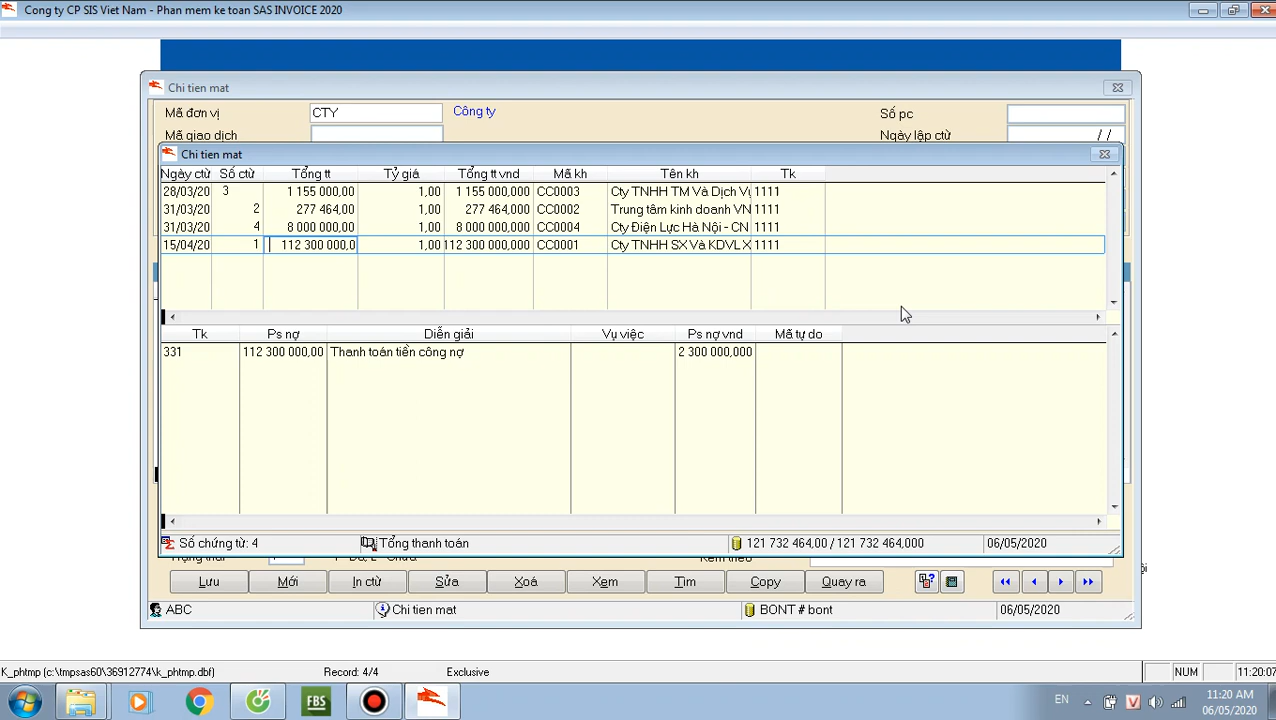 Công ty CP SIS Viet Nam - Phan mem ke toan SAS INVOICE 2020
Chi tien mat
Mã đơn vị CTY Công ty Số pc
Mã giao dịch Ngày lập ctừ / /
Chi tien mat
Ngày ctừ Số ctừ Tổng tt Tỷ giá Tổng tt vnd Mã kh Tên kh Tk
28/03/20 3 1 155 000,00 1,00 1 155 000,000 CC0003 Cty TNHH TM Và Dịch Vụ 1111
31/03/20 2 277 464,00 1,00 277 464,000 CC0002 Trung tâm kinh doanh VN 1111
31/03/20 4 8 000 000,00 1,00 8 000 000,000 CC0004 Cty Điện Lực Hà Nội - CN 1111
15/04/20 1 112 300 000,0 1,00 112 300 000,000 CC0001 Cty TNHH SX Và KDVL X 1111
Tk Ps nợ Diễn giải Vụ việc Ps nợ vnd Mã tự do
331 112 300 000,00 Thanh toán tiền công nợ 2 300 000,000
Số chứng từ: 4 Tổng thanh toán 121 732 464,00 / 121 732 464,000 06/05/2020
Lưu Mới In ctừ Sửa Xoá Xem Tìm Copy Quay ra
ABC Chi tien mat BONT # bont 06/05/2020
K_phtmp (c:\tmpsas60\36912774\k_phtmp.dbf) Record: 4/4 Exclusive NUM 11:20:07
FBS EN 11:20 AM
06/05/2020